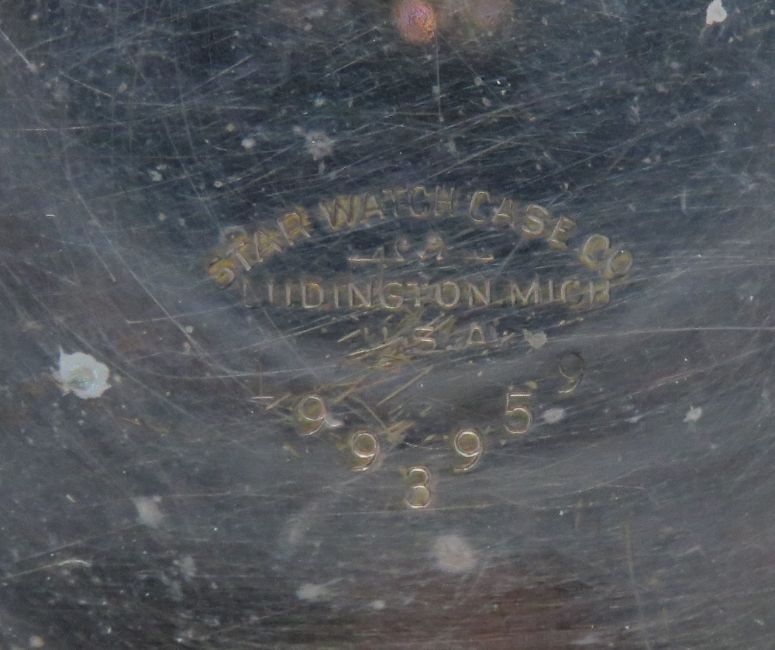 STAR WATCH CASE CO
LUDINGTON MICH
U.S.A.
993959